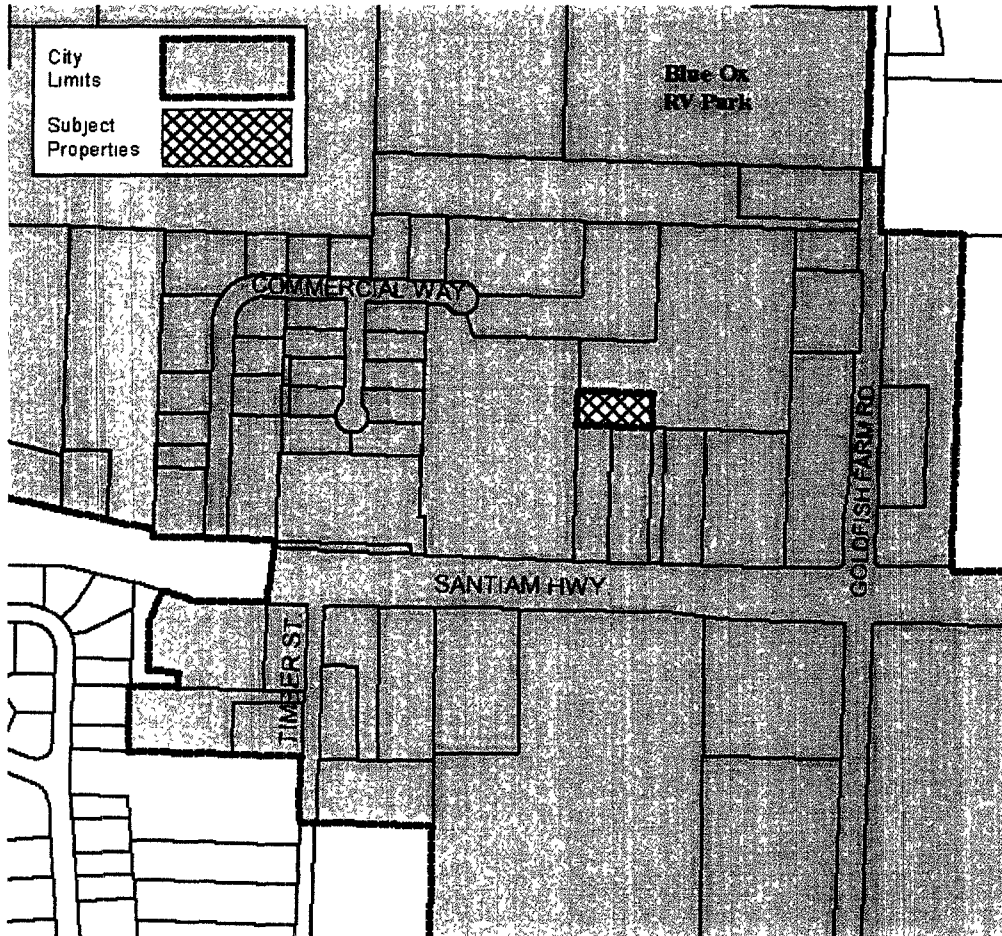 City
Limits
Subject
Properties
Blue Ox
RV Park
COMMERCIAL WAY
GOLDFISH FARM RD
SANTIAM HWY
TIMBER ST